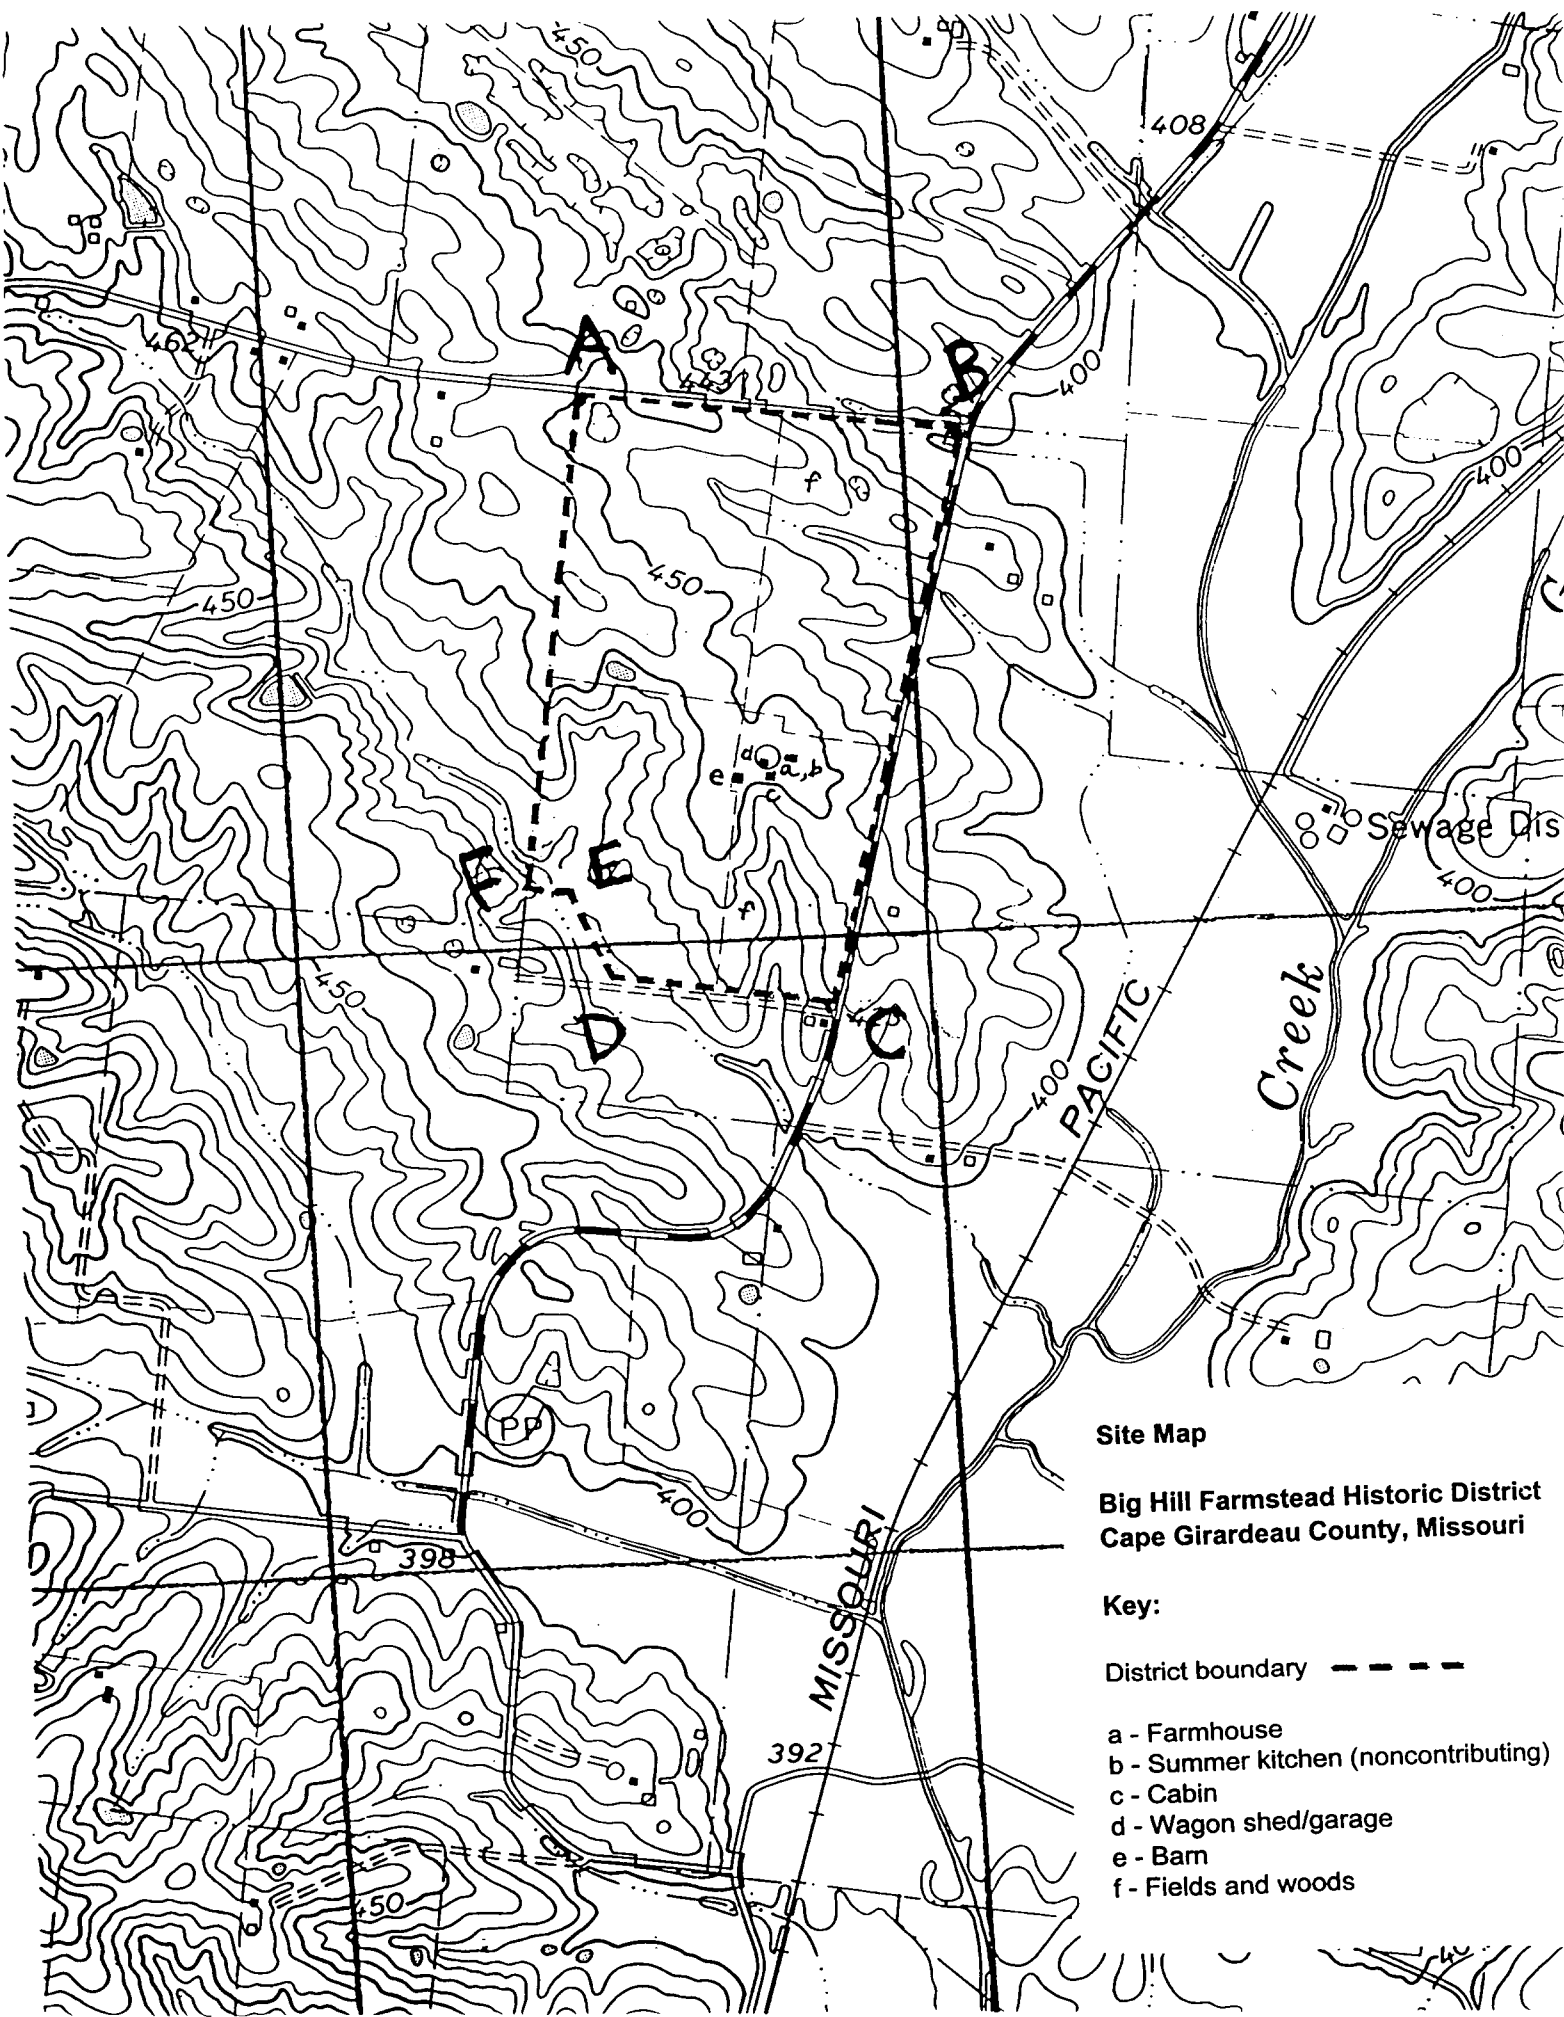 450
408
462
A
443
B
400
400
f
450
450
d
a,b
e
c
Sewage Dis
F
E
400
f
450
D
C
PACIFIC
Creek
400
PP
400
398
MISSOURI
392
450
Site Map
Big Hill Farmstead Historic District
Cape Girardeau County, Missouri
Key:
District boundary
a - Farmhouse
b - Summer kitchen (noncontributing)
c - Cabin
d - Wagon shed/garage
e - Barn
f - Fields and woods